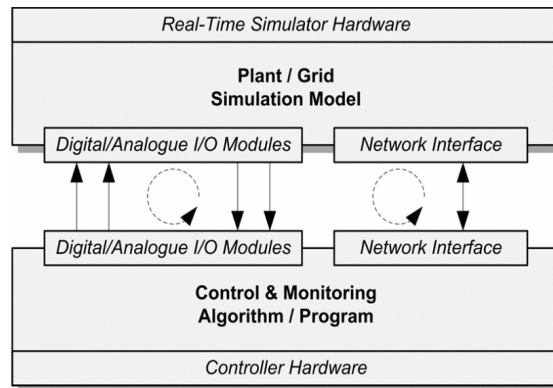 Real-Time Simulator Hardware
Plant / Grid
Simulation Model
Digital/Analogue I/O Modules
Network Interface
Digital/Analogue I/O Modules
Network Interface
Control & Monitoring
Algorithm / Program
Controller Hardware